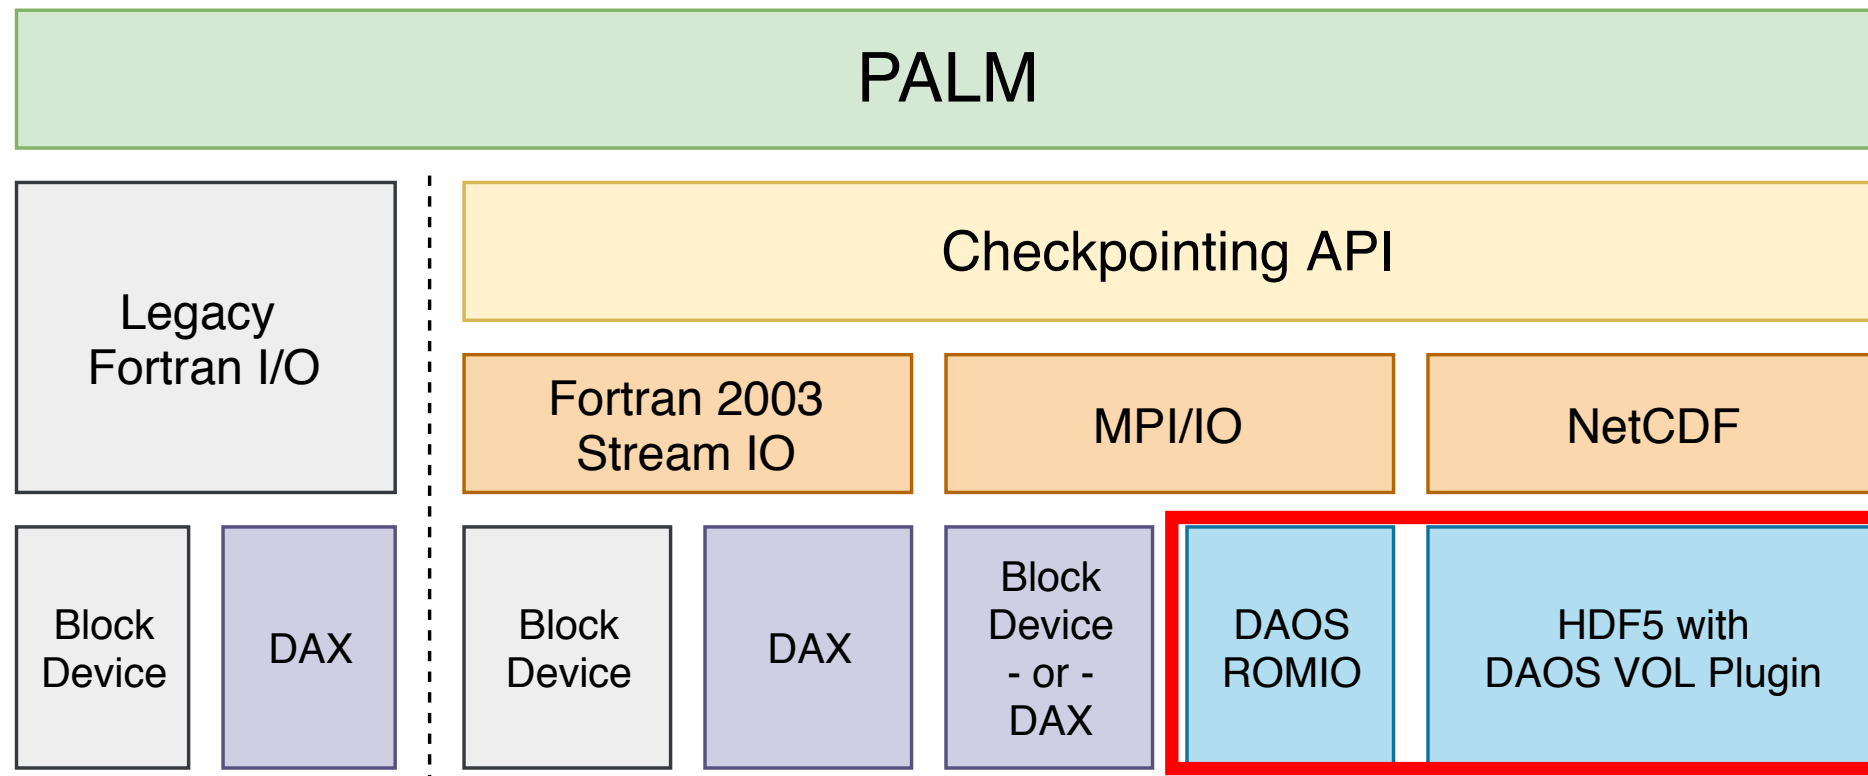 PALM
Legacy
Fortran I/O
Checkpointing API
Fortran 2003
Stream IO
MPI/IO
NetCDF
Block
Device
DAX
Block
Device
DAX
Block
Device
- or -
DAX
DAOS
ROMIO
HDF5 with
DAOS VOL Plugin